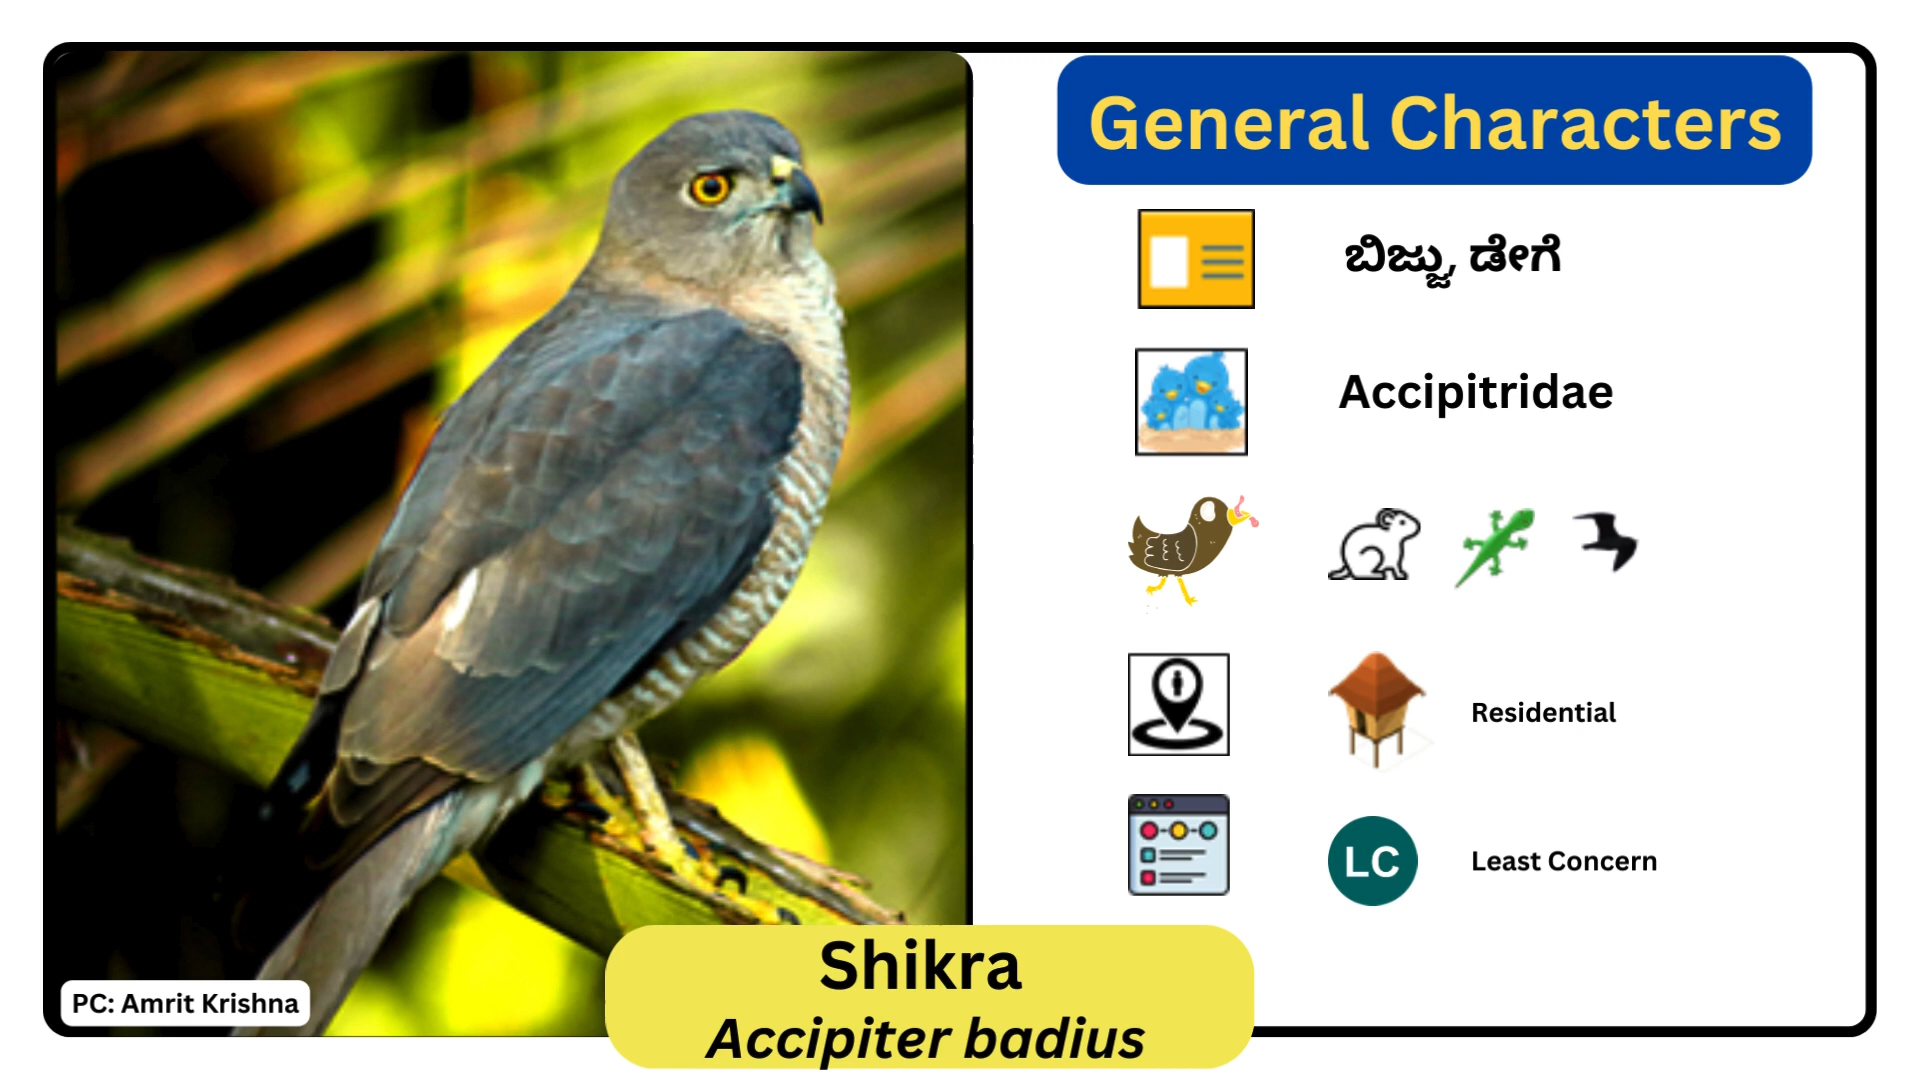 General Characters
ಬಿಜ್ಜು, ಡೇಗೆ
Accipitridae
Residential
LC
Least Concern
Shikra
Accipiter badius
PC: Amrit Krishna